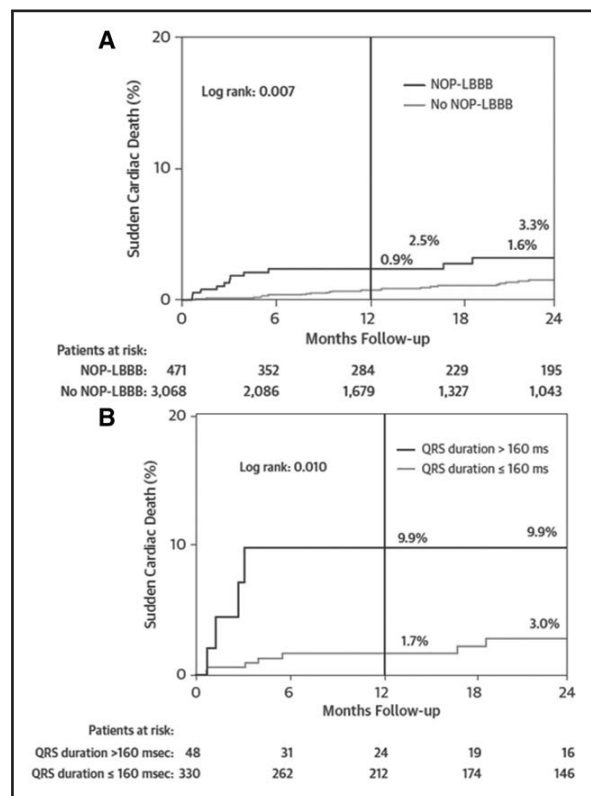 A
20
Log rank: 0.007
NOP-LBBB
No NOP-LBBB
Sudden Cardiac Death (%)
10
3.3%
2.5%
1.6%
0.9%
0
0 6 12 18 24
Months Follow-up
Patients at risk:
NOP-LBBB: 471 352 284 229 195
No NOP-LBBB: 3,068 2,086 1,679 1,327 1,043
B
20
QRS duration > 160 ms
Log rank: 0.010
QRS duration ≤ 160 ms
Sudden Cardiac Death (%)
10
9.9% 9.9%
3.0%
1.7%
0
0 6 12 18 24
Months Follow-up
Patients at risk:
QRS duration >160 msec: 48 31 24 19 16
QRS duration ≤ 160 msec: 330 262 212 174 146